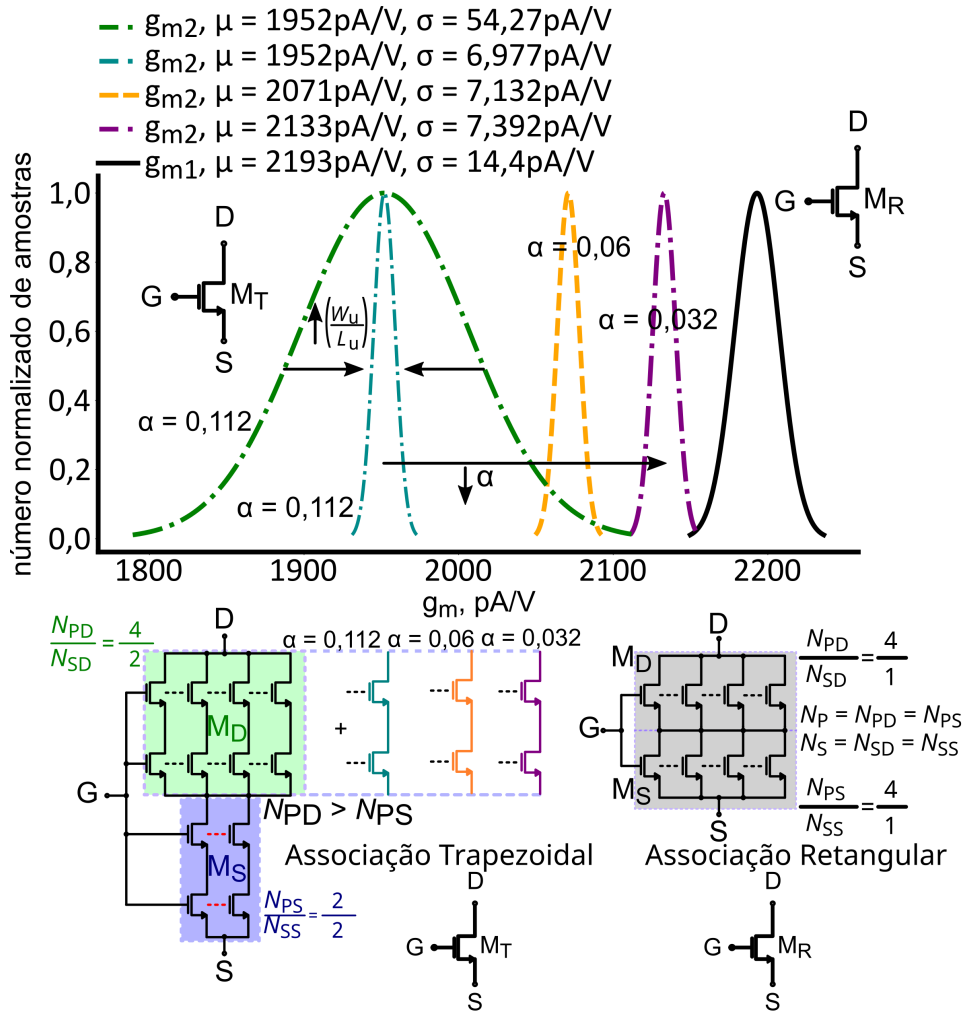 gm2, μ = 1952pA/V, σ = 54,27pA/V
gm2, μ = 1952pA/V, σ = 6,977pA/V
gm2, μ = 2071pA/V, σ = 7,132pA/V
gm2, μ = 2133pA/V, σ = 7,392pA/V
gm1, μ = 2193pA/V, σ = 14,4pA/V
número normalizado de amostras
1,0
0,8
0,6
0,4
0,2
0,0
D
G
MT
S
D
G
MR
S
(Wu/Lu)
α = 0,112
α = 0,112
α = 0,06
α = 0,032
α
1800 1900 2000 2100 2200
gm, pA/V
NPD/NSD = 4/2
D
α = 0,112 α = 0,06 α = 0,032
MD
+
G
NPD > NPS
MS
NPS/NSS = 2/2
S
D
MD
G
MS
S
NPD/NSD = 4/1
NP = NPD = NPS
NS = NSD = NSS
NPS/NSS = 4/1
Associação Trapezoidal
D
G
MT
S
Associação Retangular
D
G
MR
S